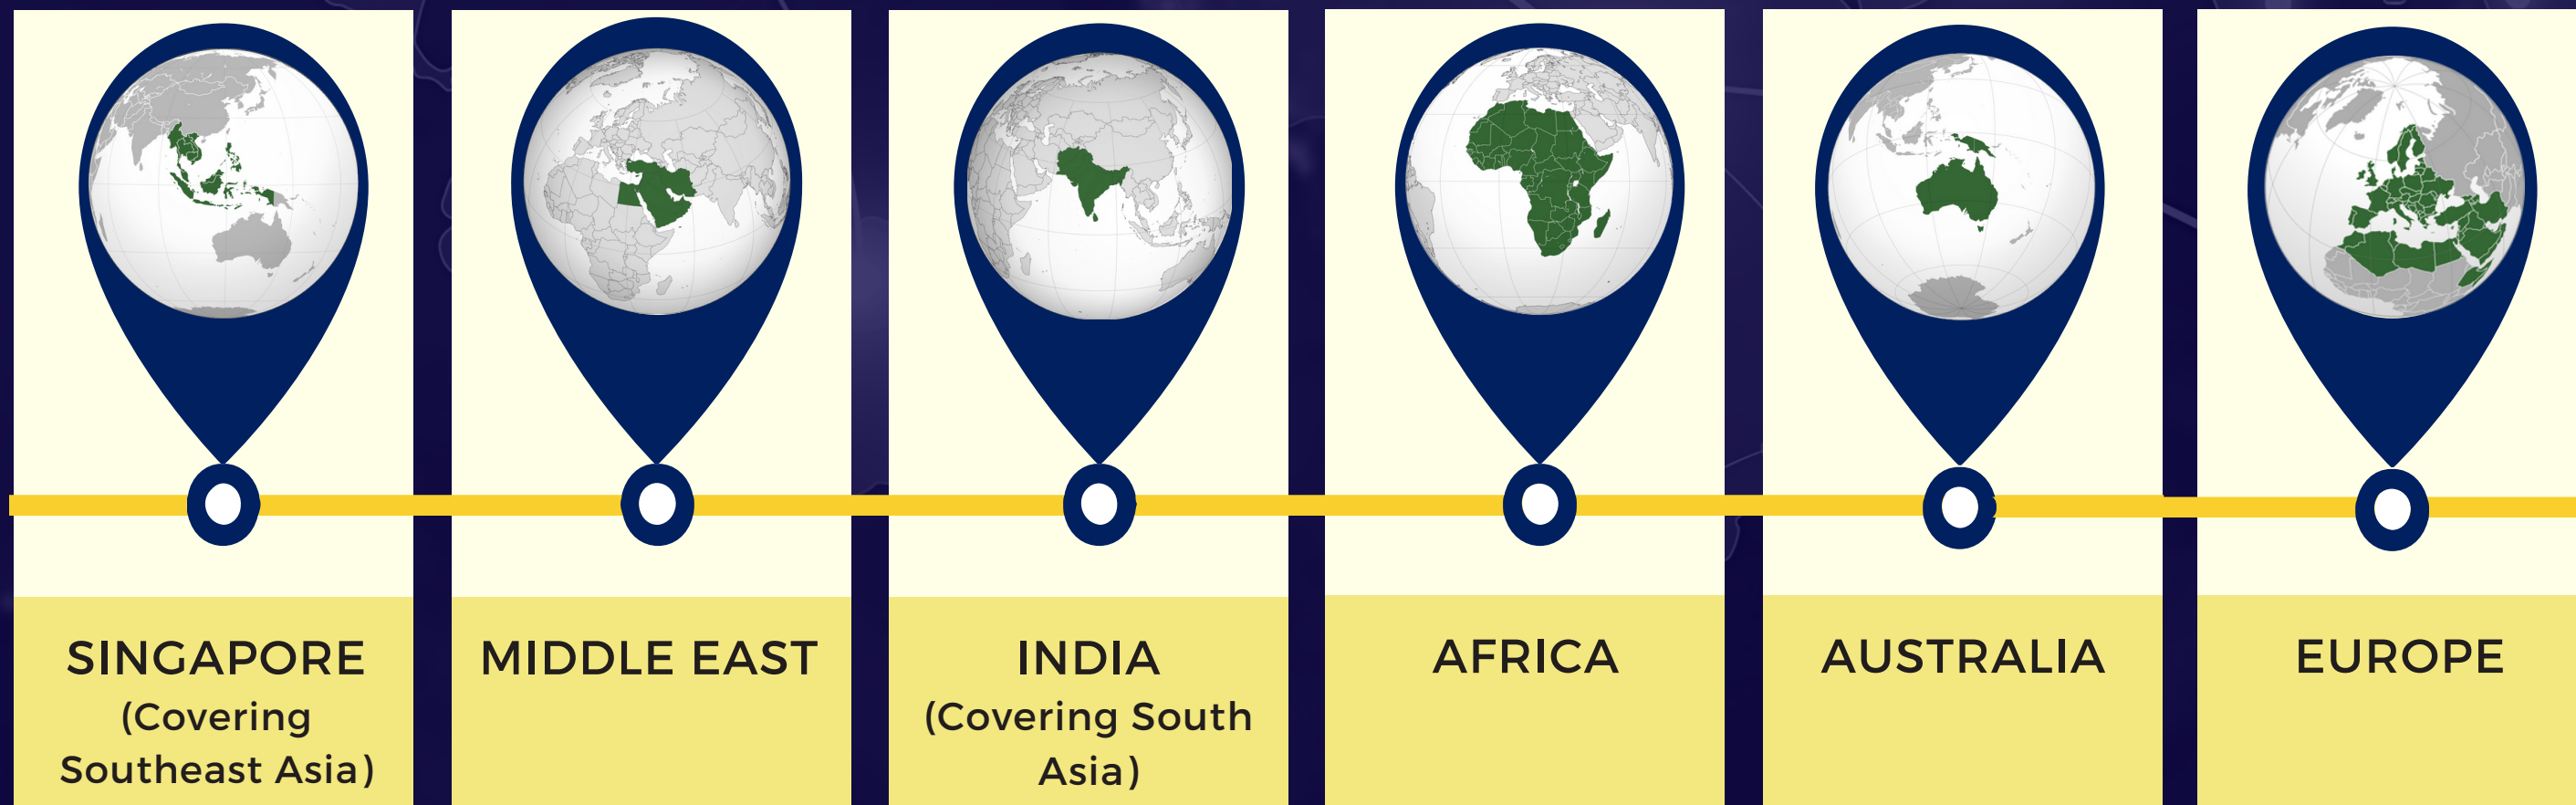 SINGAPORE
(Covering
Southeast Asia)
MIDDLE EAST
INDIA
(Covering South
Asia)
AFRICA
AUSTRALIA
EUROPE